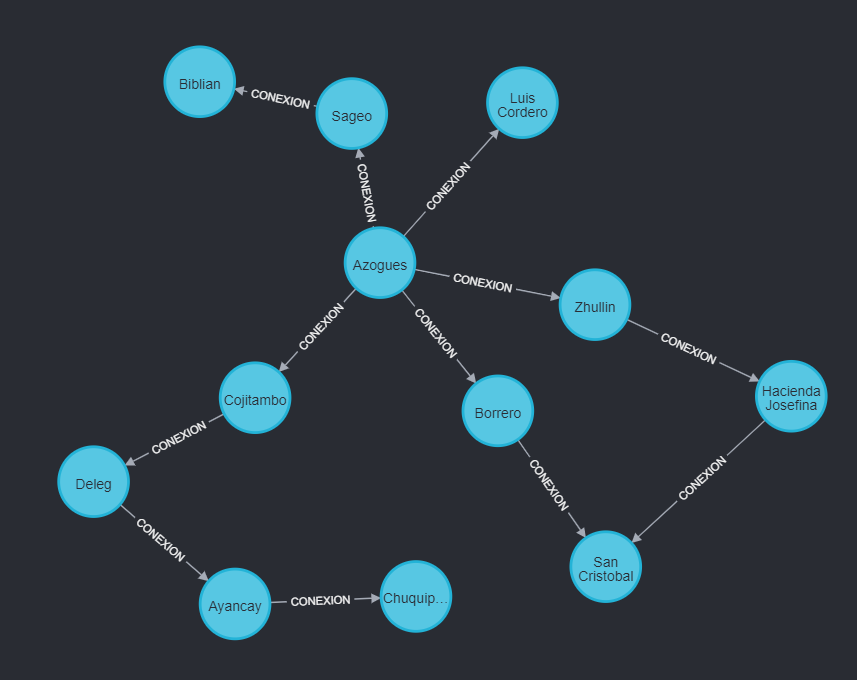 Biblian
CONEXION
Sageo
Luis
Cordero
CONEXION
CONEXION
Azogues
CONEXION
Zhullin
CONEXION
CONEXION
CONEXION
Hacienda
Josefina
Cojitambo
Borrero
CONEXION
CONEXION
CONEXION
Deleg
CONEXION
San
Cristobal
Ayancay
CONEXION
Chuquip...